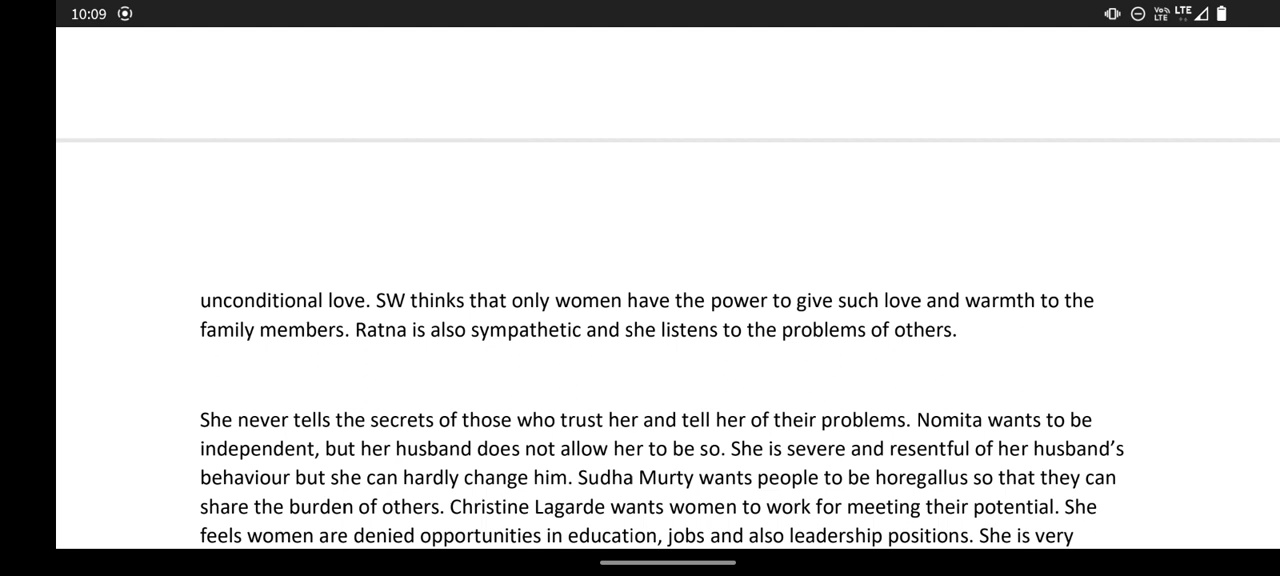 10:09 Vo LTE LTE
unconditional love. SW thinks that only women have the power to give such love and warmth to the
family members. Ratna is also sympathetic and she listens to the problems of others.
She never tells the secrets of those who trust her and tell her of their problems. Nomita wants to be
independent, but her husband does not allow her to be so. She is severe and resentful of her husband’s
behaviour but she can hardly change him. Sudha Murty wants people to be horegallus so that they can
share the burden of others. Christine Lagarde wants women to work for meeting their potential. She
feels women are denied opportunities in education, jobs and also leadership positions. She is very